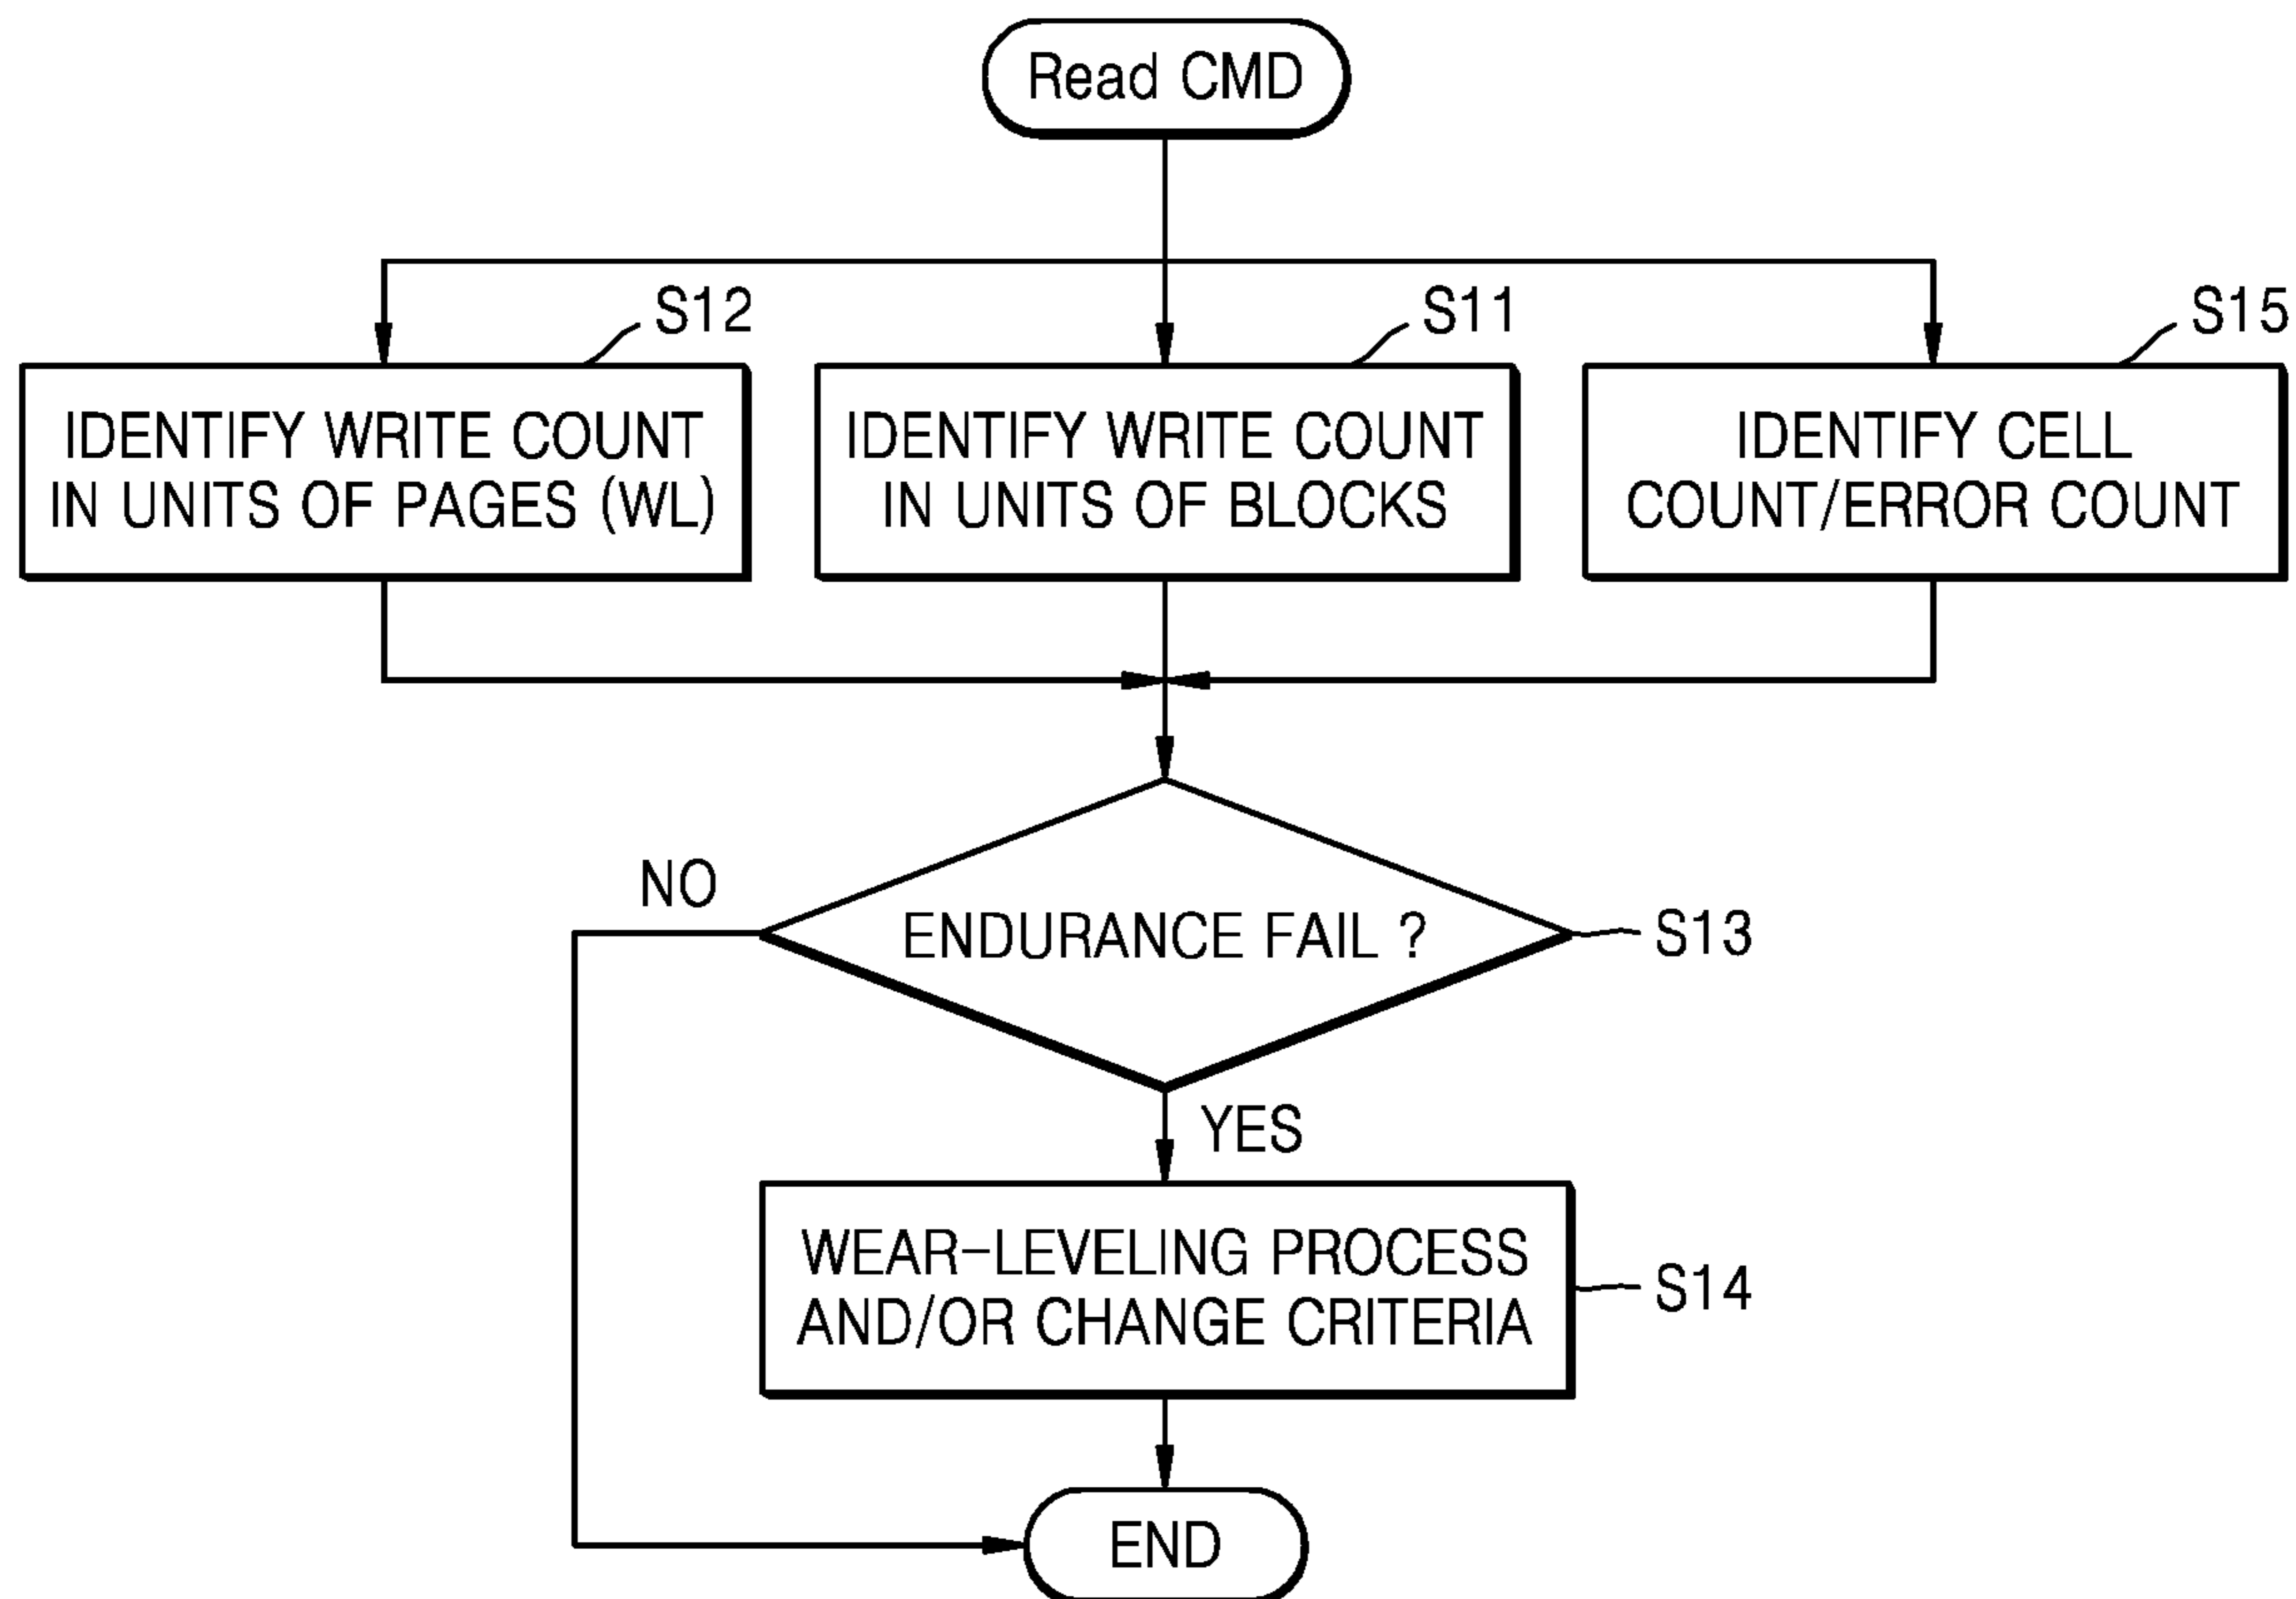 Read CMD
S12
S11
S15
IDENTIFY WRITE COUNT
IN UNITS OF PAGES (WL)
IDENTIFY WRITE COUNT
IN UNITS OF BLOCKS
IDENTIFY CELL
COUNT/ERROR COUNT
NO
ENDURANCE FAIL ?
S13
YES
WEAR-LEVELING PROCESS
AND/OR CHANGE CRITERIA
S14
END